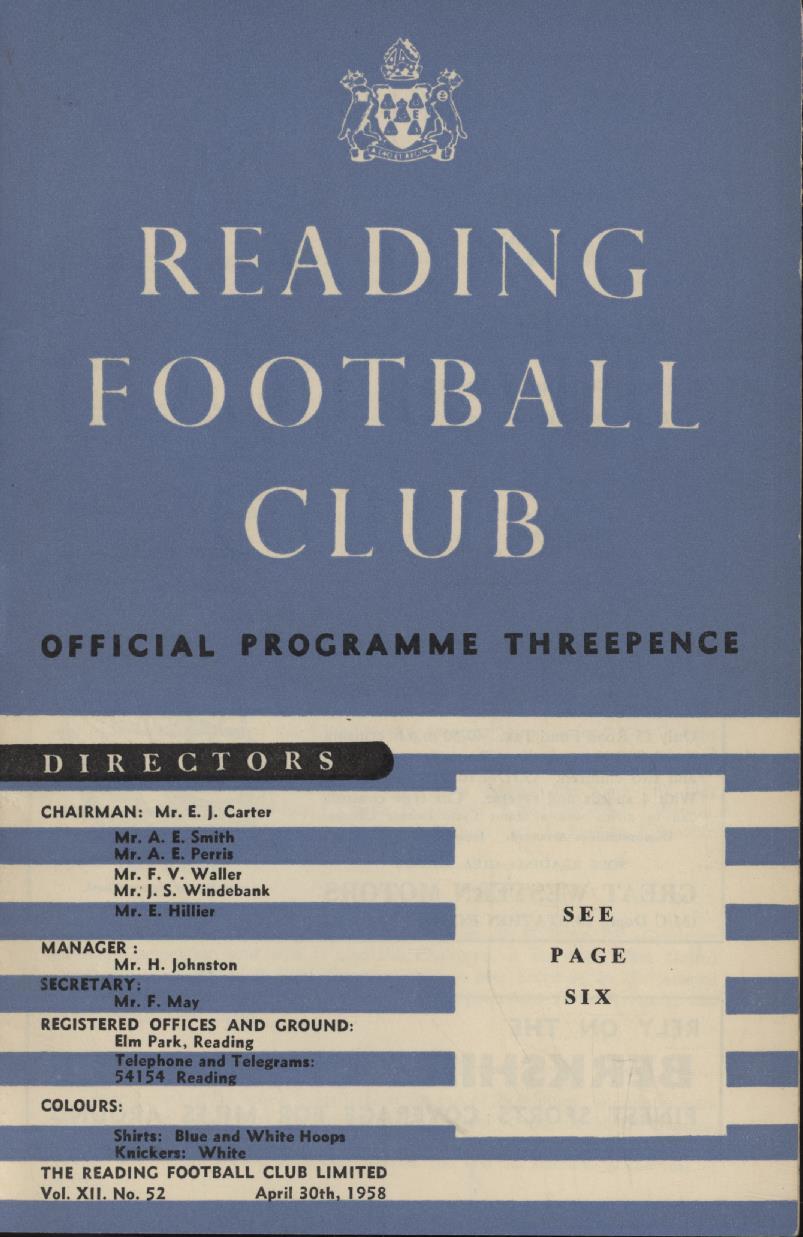 READING
FOOTBALL
CLUB
OFFICIAL PROGRAMME THREEPENCE
DIRECTORS
CHAIRMAN: Mr. E. J. Carter
Mr. A. E. Smith
Mr. A. E. Perris
Mr. F. V. Waller
Mr. J. S. Windebank
Mr. E. Hillier
MANAGER :
Mr. H. Johnston
SECRETARY:
Mr. F. May
REGISTERED OFFICES AND GROUND:
Elm Park, Reading
Telephone and Telegrams:
54154 Reading
COLOURS:
Shirts: Blue and White Hoops
Knickers: White
THE READING FOOTBALL CLUB LIMITED
Vol. XII. No. 52 April 30th, 1958
SEE
PAGE
SIX